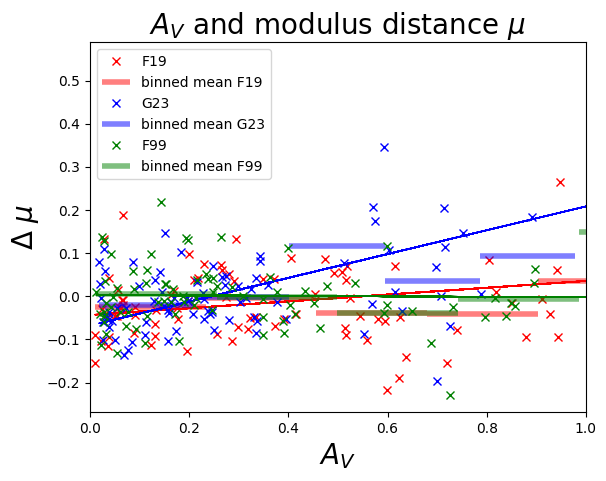 A_V and modulus distance μ
F19
binned mean F19
G23
binned mean G23
F99
binned mean F99
Δ μ
0.5
0.4
0.3
0.2
0.1
0.0
−0.1
−0.2
0.0 0.2 0.4 0.6 0.8 1.0
A_V